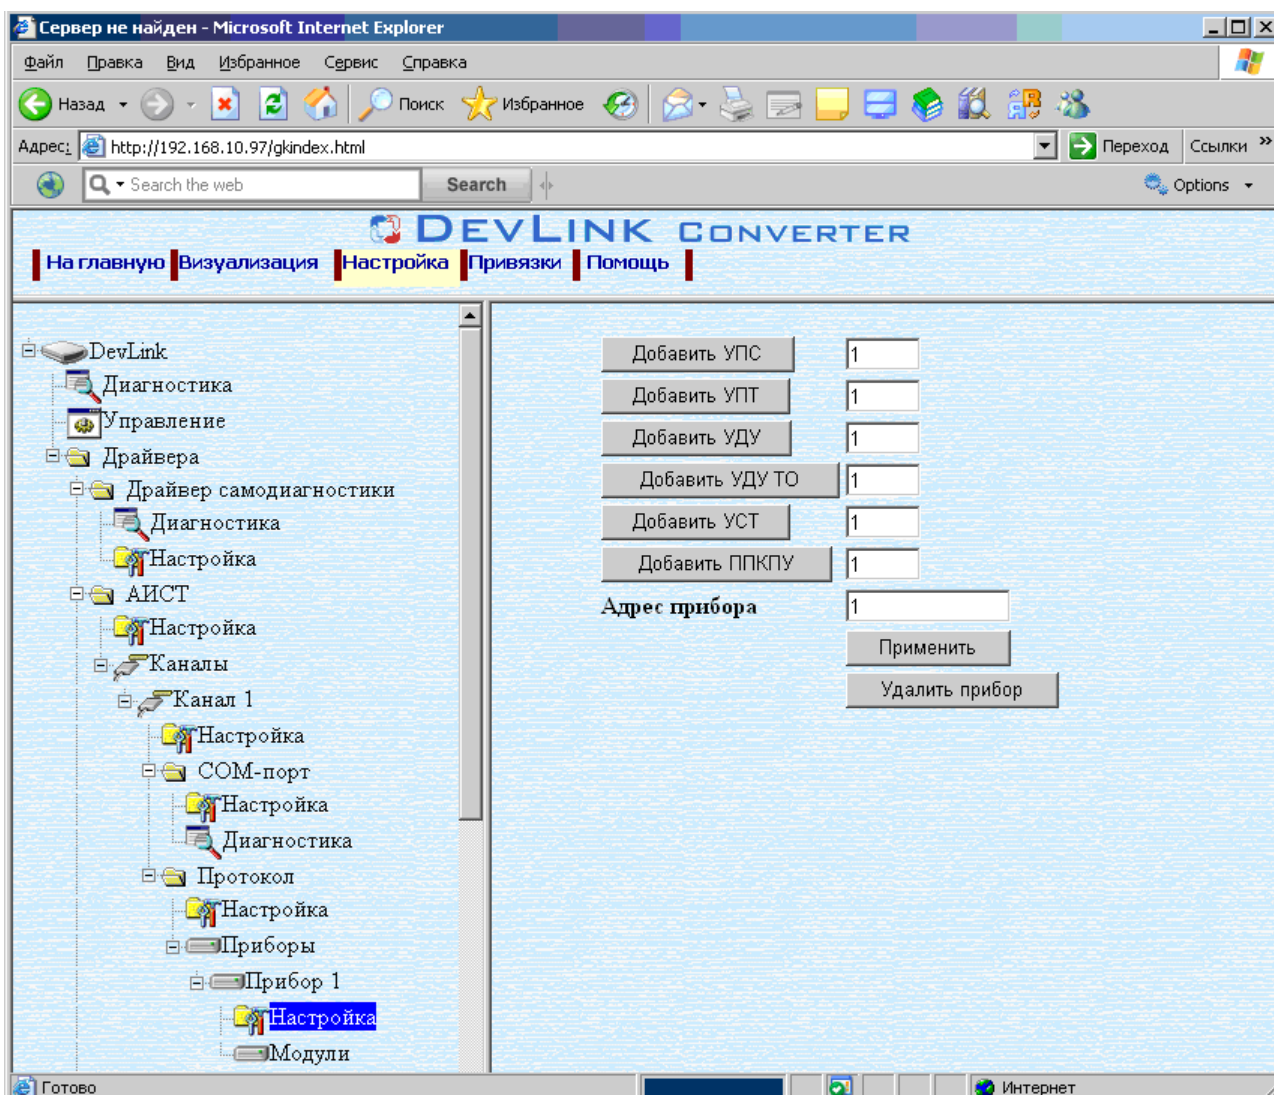 Сервер не найден - Microsoft Internet Explorer
Файл Правка Вид Избранное Сервис Справка
Назад Поиск Избранное
Адрес: http://192.168.10.97/gkindex.html Переход Ссылки »
Search the web Search Options
DEVLINK CONVERTER
На главную Визуализация Настройка Привязки Помощь
DevLink
Диагностика
Управление
Драйвера
Драйвер самодиагностики
Диагностика
Настройка
АИСТ
Настройка
Каналы
Канал 1
Настройка
COM-порт
Настройка
Диагностика
Протокол
Настройка
Приборы
Прибор 1
Настройка
Модули
Добавить УПС 1
Добавить УПТ 1
Добавить УДУ 1
Добавить УДУ ТО 1
Добавить УСТ 1
Добавить ППКПУ 1
Адрес прибора 1
Применить
Удалить прибор
Готово Интернет